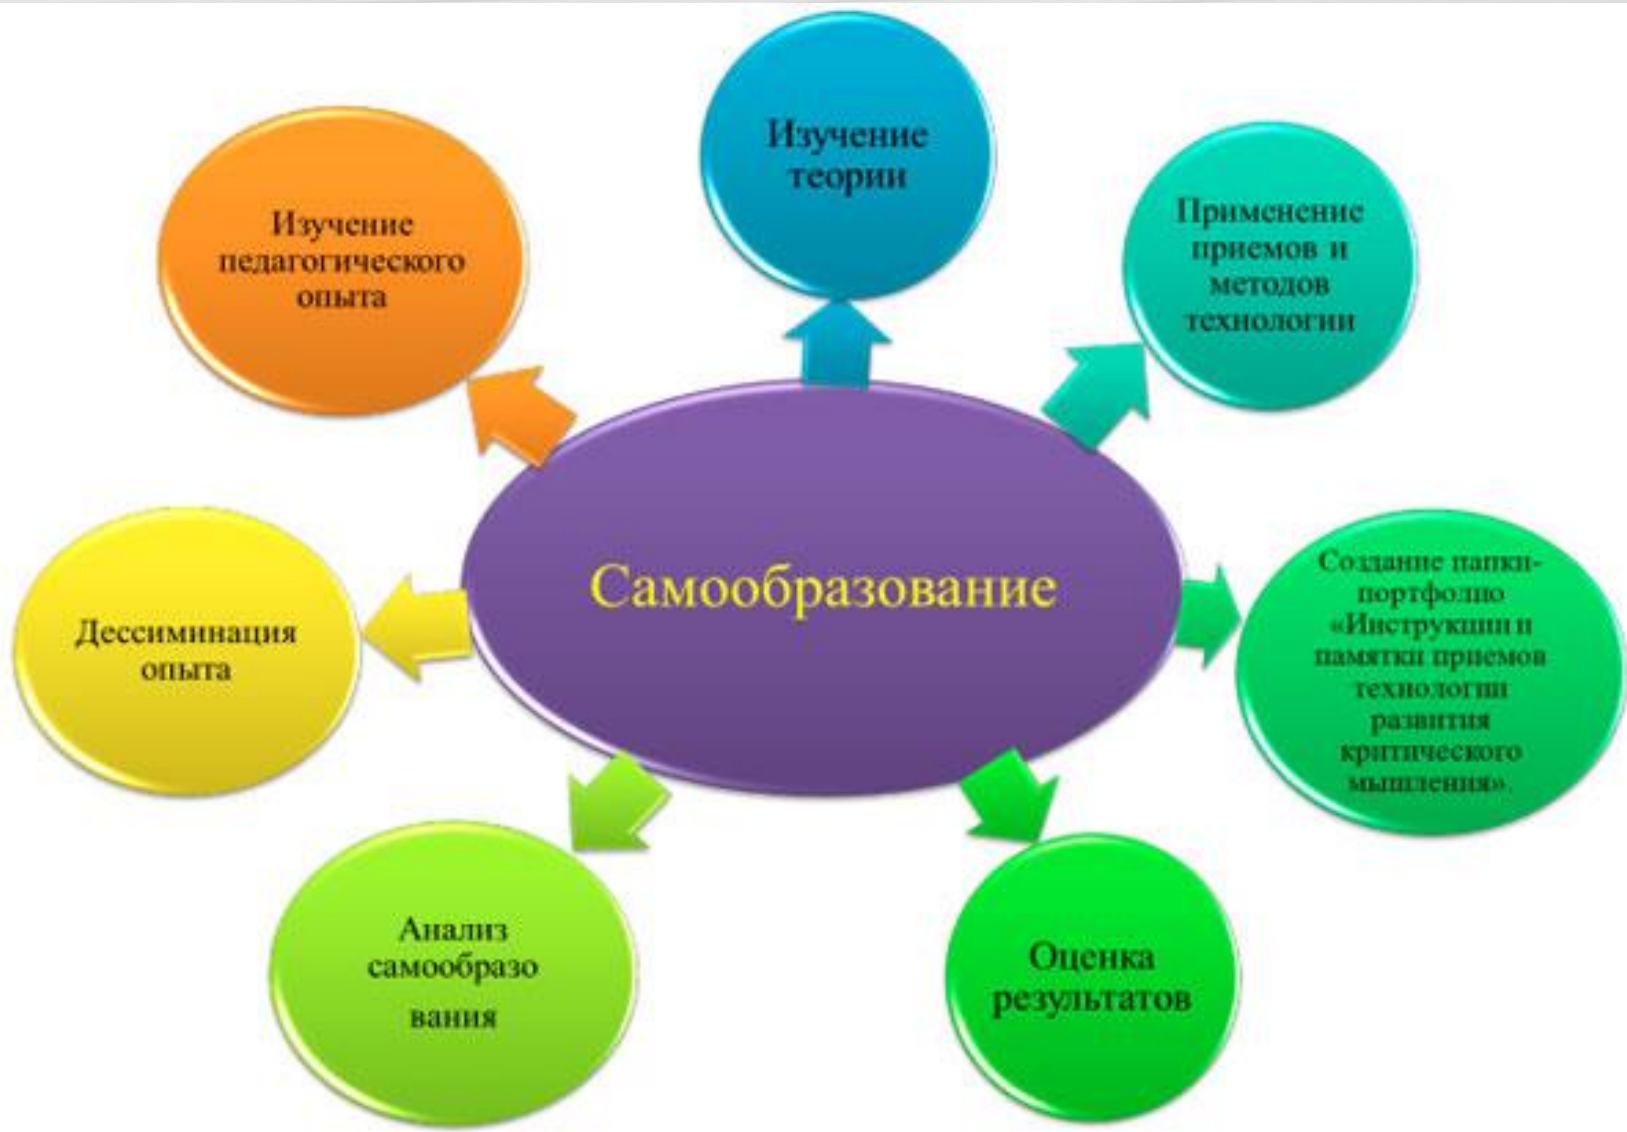 Изучение
теории
Применение
приемов и
методов
технологии
Создание папки-
портфолио
«Инструкции и
памятки приемов
технологии
развития
критического
мышления».
Оценка
результатов
Анализ
самообразо
вания
Дессиминация
опыта
Изучение
педагогического
опыта
Самообразование